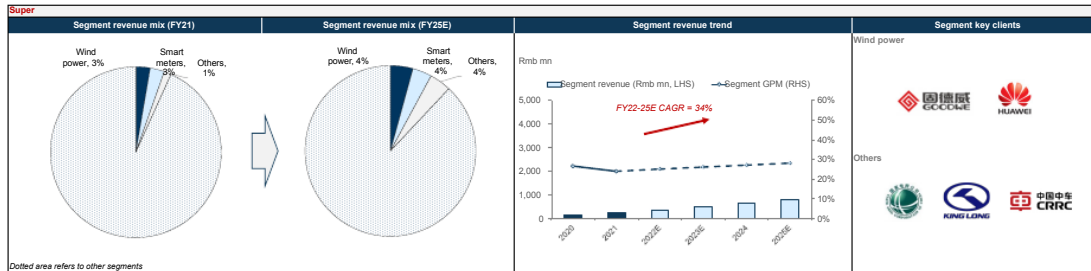 Super
Segment revenue mix (FY21)
Segment revenue mix (FY25E)
Segment revenue trend
Segment key clients
Wind power, 3%
Smart meters, 3%
Others, 1%
Wind power, 4%
Smart meters, 4%
Others, 4%
Rmb mn
Segment revenue (Rmb mn, LHS)
Segment GPM (RHS)
FY22-25E CAGR = 34%
5,000
4,000
3,000
2,000
1,000
0
60%
50%
40%
30%
20%
10%
0%
2020
2021
2022E
2023E
2024
2025E
Wind power
固德威
GOODWE
HUAWEI
Others
KING LONG
中国中车
CRRC
Dotted area refers to other segments